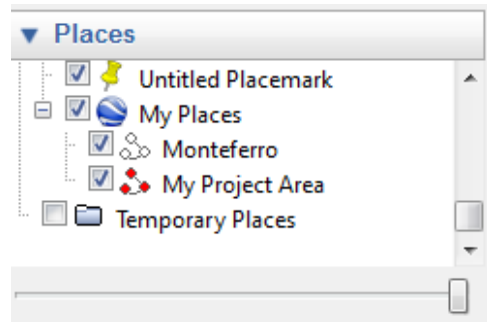 Places
Untitled Placemark
My Places
Monteferro
My Project Area
Temporary Places